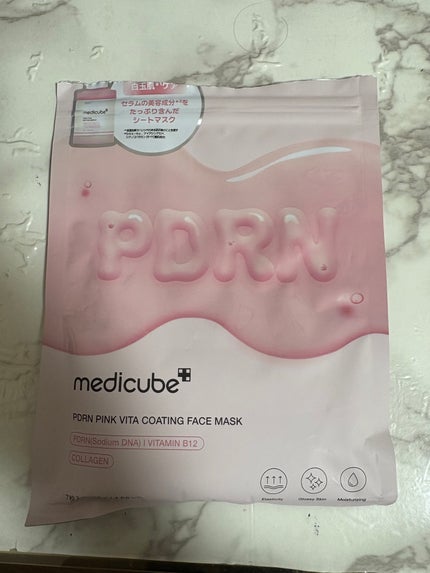 白玉肌
ケア
medicube
セラムの美容成分*²を
たっぷり含んだ
シートマスク
PDRN
medicube
PDRN PINK VITA COATING FACE MASK
PDRN(Sodium DNA) | VITAMIN B12
COLLAGEN
Elasticity
Glossy Skin
Moisturizing